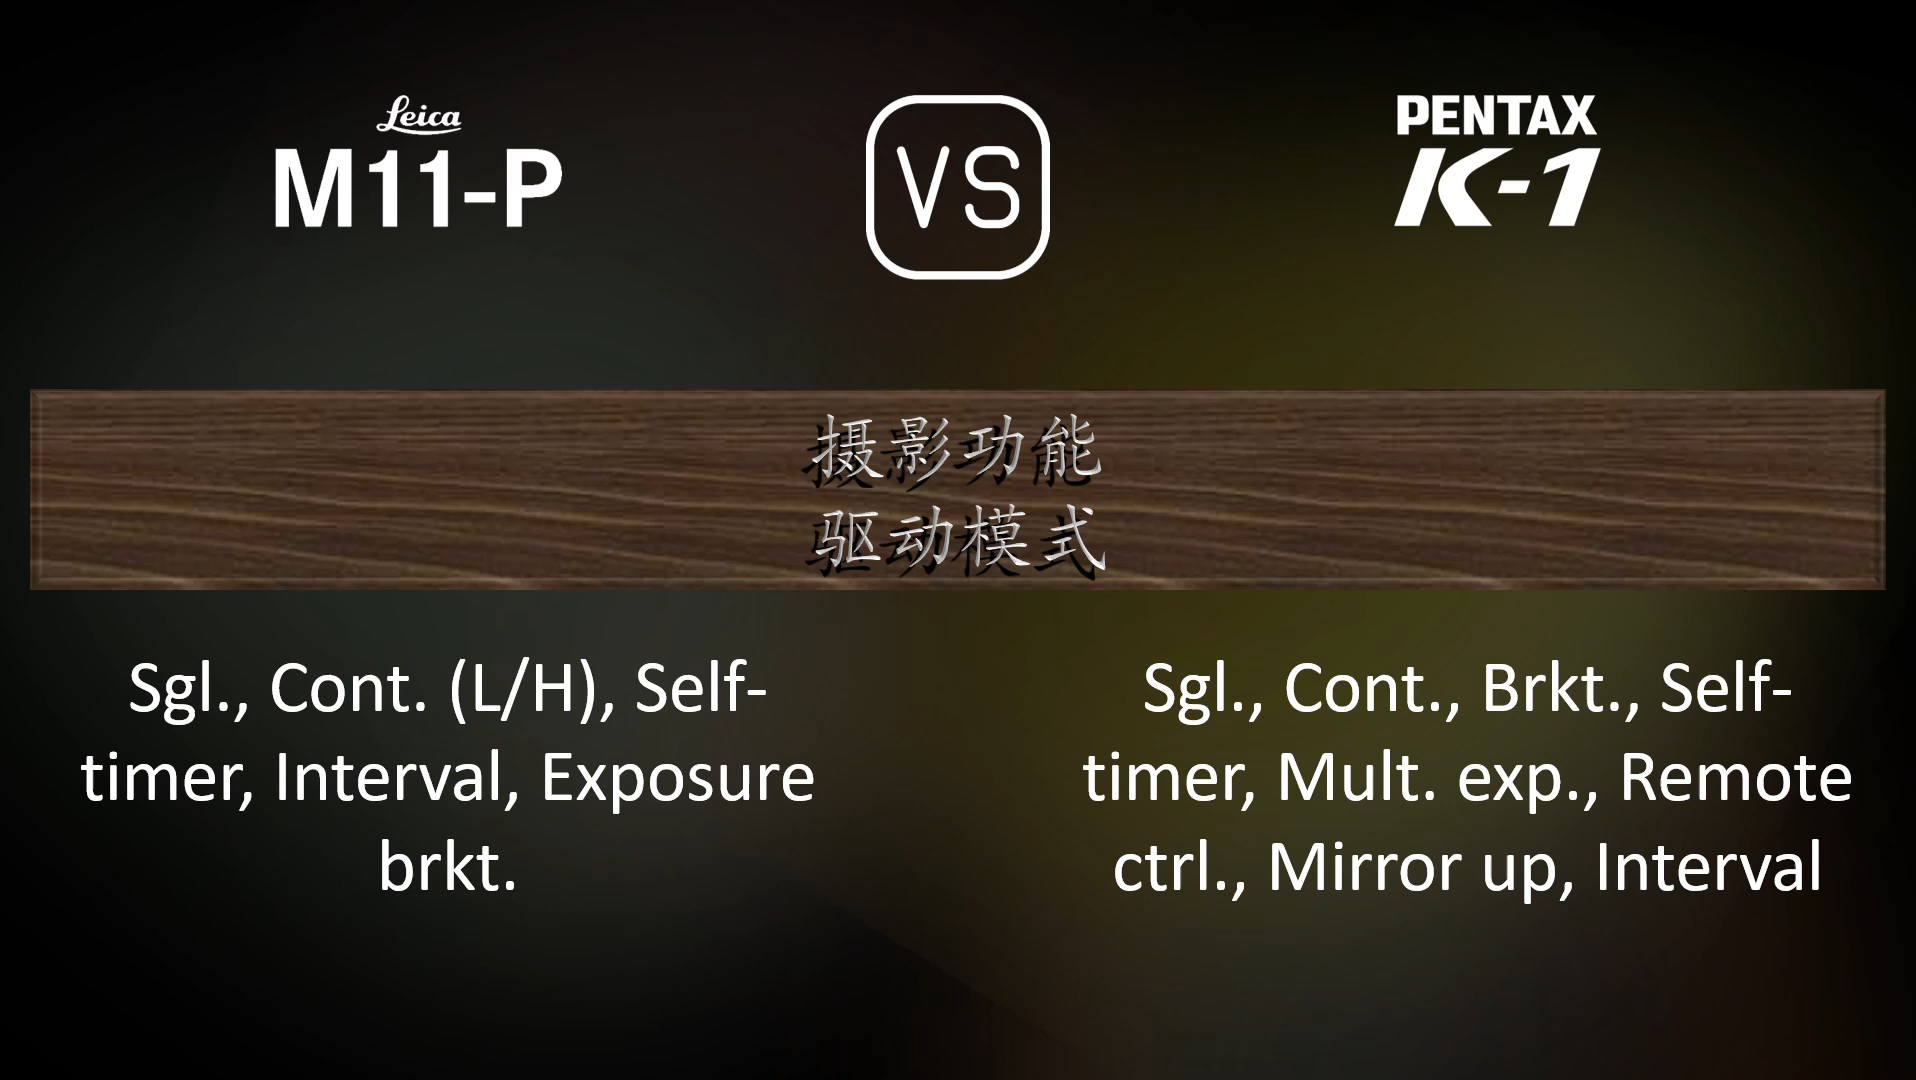 Leica
M11-P
VS
PENTAX
K-1
摄影功能
驱动模式
Sgl., Cont. (L/H), Self-
timer, Interval, Exposure
brkt.
Sgl., Cont., Brkt., Self-
timer, Mult. exp., Remote
ctrl., Mirror up, Interval